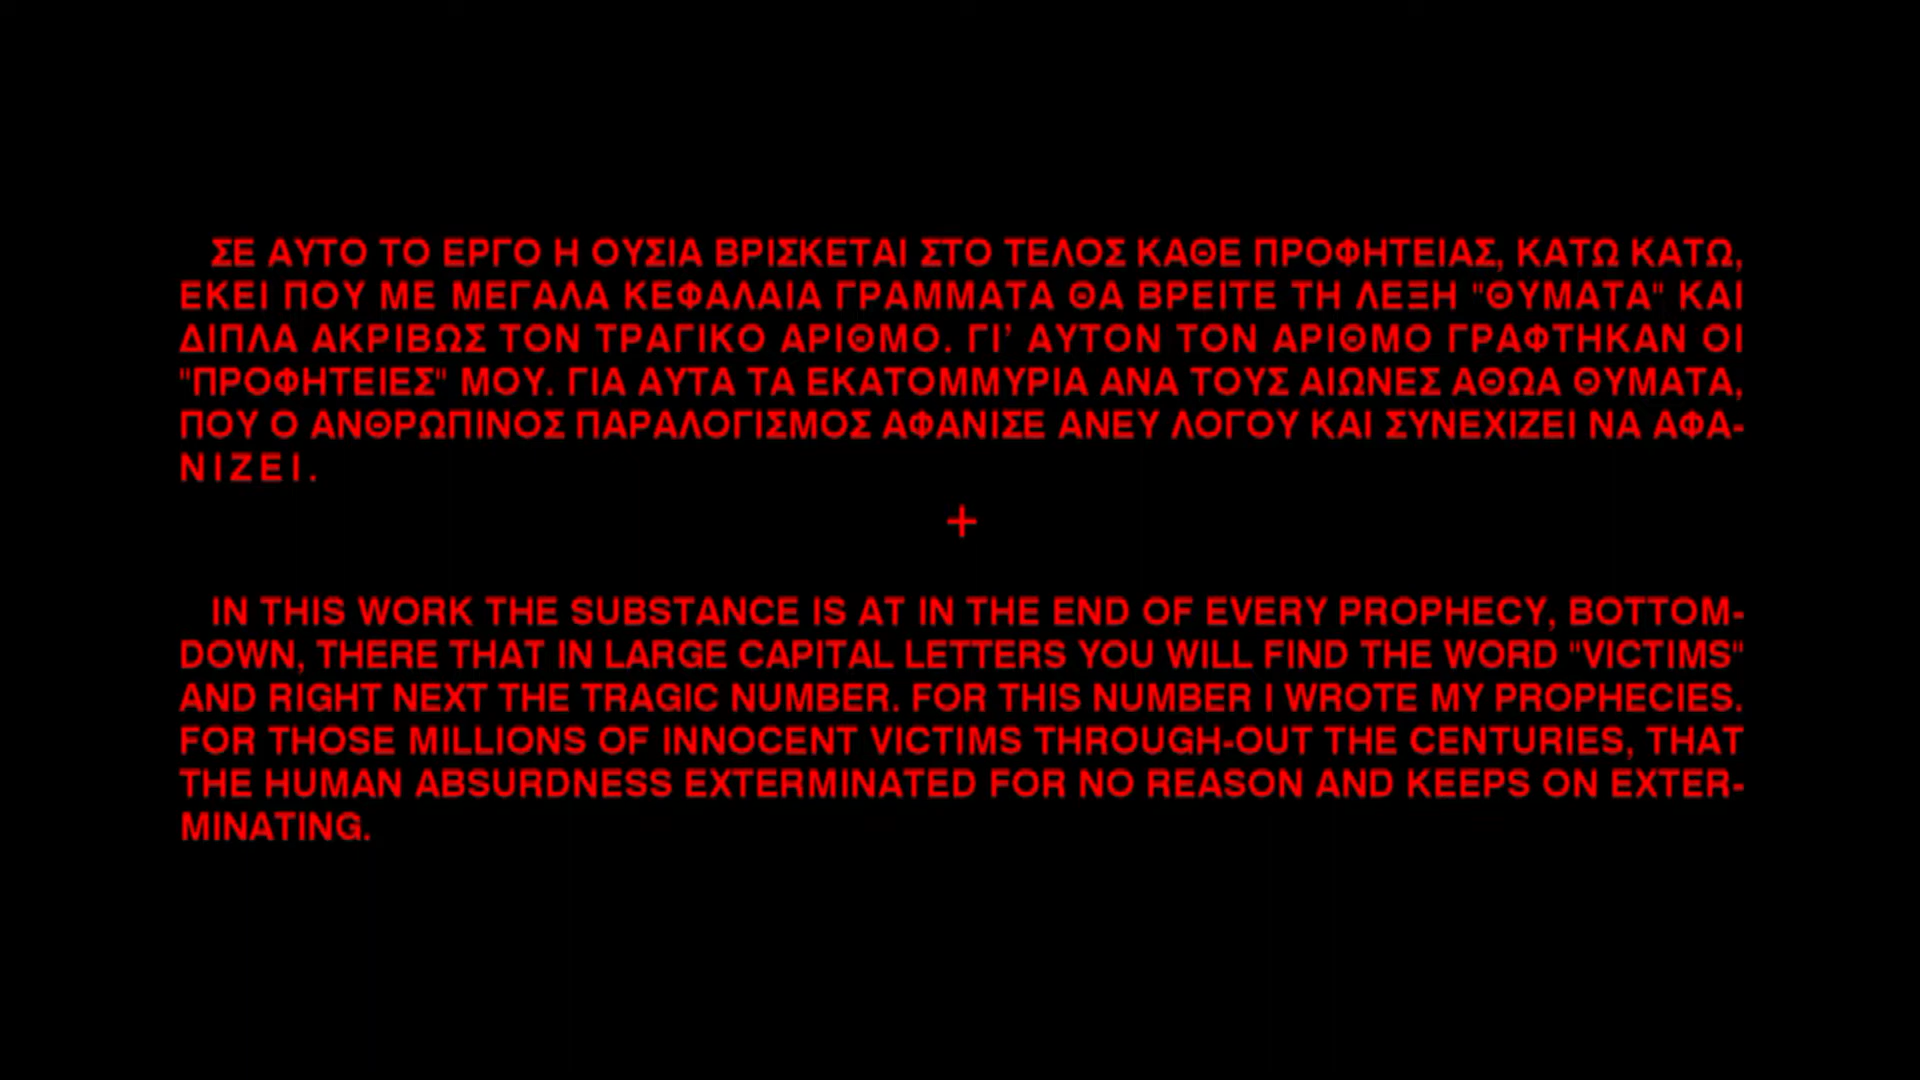 ΣΕ ΑΥΤΟ ΤΟ ΕΡΓΟ Η ΟΥΣΙΑ ΒΡΙΣΚΕΤΑΙ ΣΤΟ ΤΕΛΟΣ ΚΑΘΕ ΠΡΟΦΗΤΕΙΑΣ, ΚΑΤΩ ΚΑΤΩ,
ΕΚΕΙ ΠΟΥ ΜΕ ΜΕΓΑΛΑ ΚΕΦΑΛΑΙΑ ΓΡΑΜΜΑΤΑ ΘΑ ΒΡΕΙΤΕ ΤΗ ΛΕΞΗ "ΘΥΜΑΤΑ" ΚΑΙ
ΔΙΠΛΑ ΑΚΡΙΒΩΣ ΤΟΝ ΤΡΑΓΙΚΟ ΑΡΙΘΜΟ. ΓΙ’ ΑΥΤΟΝ ΤΟΝ ΑΡΙΘΜΟ ΓΡΑΦΤΗΚΑΝ ΟΙ
"ΠΡΟΦΗΤΕΙΕΣ" ΜΟΥ. ΓΙΑ ΑΥΤΑ ΤΑ ΕΚΑΤΟΜΜΥΡΙΑ ΑΝΑ ΤΟΥΣ ΑΙΩΝΕΣ ΑΘΩΑ ΘΥΜΑΤΑ,
ΠΟΥ Ο ΑΝΘΡΩΠΙΝΟΣ ΠΑΡΑΛΟΓΙΣΜΟΣ ΑΦΑΝΙΣΕ ΑΝΕΥ ΛΟΓΟΥ ΚΑΙ ΣΥΝΕΧΙΖΕΙ ΝΑ ΑΦΑ-
ΝΙΖΕΙ.
+
IN THIS WORK THE SUBSTANCE IS AT IN THE END OF EVERY PROPHECY, BOTTOM-
DOWN, THERE THAT IN LARGE CAPITAL LETTERS YOU WILL FIND THE WORD "VICTIMS"
AND RIGHT NEXT THE TRAGIC NUMBER. FOR THIS NUMBER I WROTE MY PROPHECIES.
FOR THOSE MILLIONS OF INNOCENT VICTIMS THROUGH-OUT THE CENTURIES, THAT
THE HUMAN ABSURDNESS EXTERMINATED FOR NO REASON AND KEEPS ON EXTER-
MINATING.